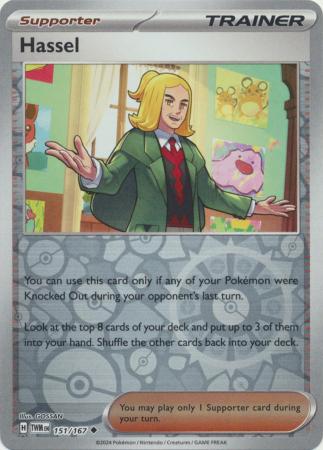 Supporter TRAINER
Hassel
You can use this card only if any of your Pokémon were
Knocked Out during your opponent's last turn.
Look at the top 8 cards of your deck and put up to 3 of them
into your hand. Shuffle the other cards back into your deck.
Illus. GOSSAN
H TWM EN 151/167 ◆
You may play only 1 Supporter card during
your turn.
©2024 Pokémon / Nintendo / Creatures / GAME FREAK